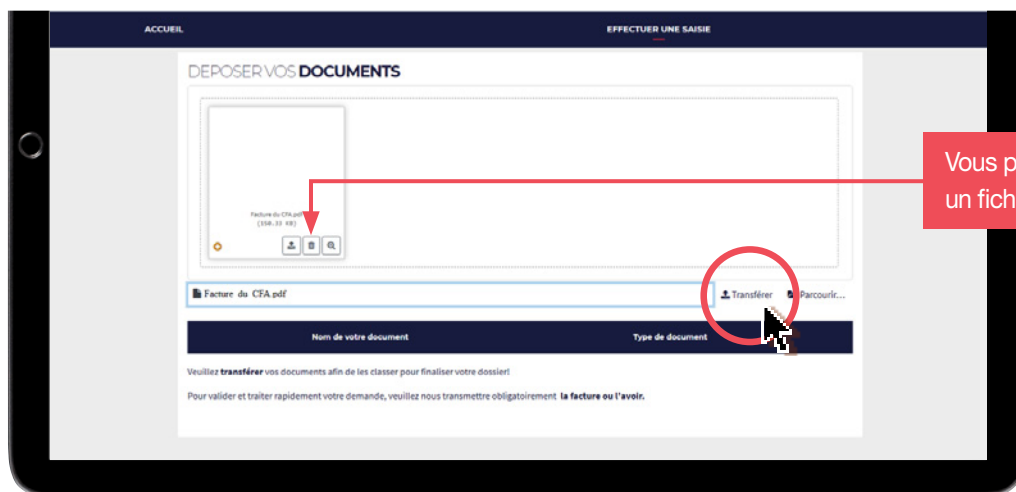 ACCUEIL
EFFECTUER UNE SAISIE
DEPOSER VOS DOCUMENTS
Vous p
un fich
Facture du CFA.pdf
(150.33 KB)
Facture du CFA.pdf
Transférer
Parcourir...
Nom de votre document
Type de document
Veuillez transférer vos documents afin de les classer pour finaliser votre dossier!
Pour valider et traiter rapidement votre demande, veuillez nous transmettre obligatoirement la facture ou l'avoir.